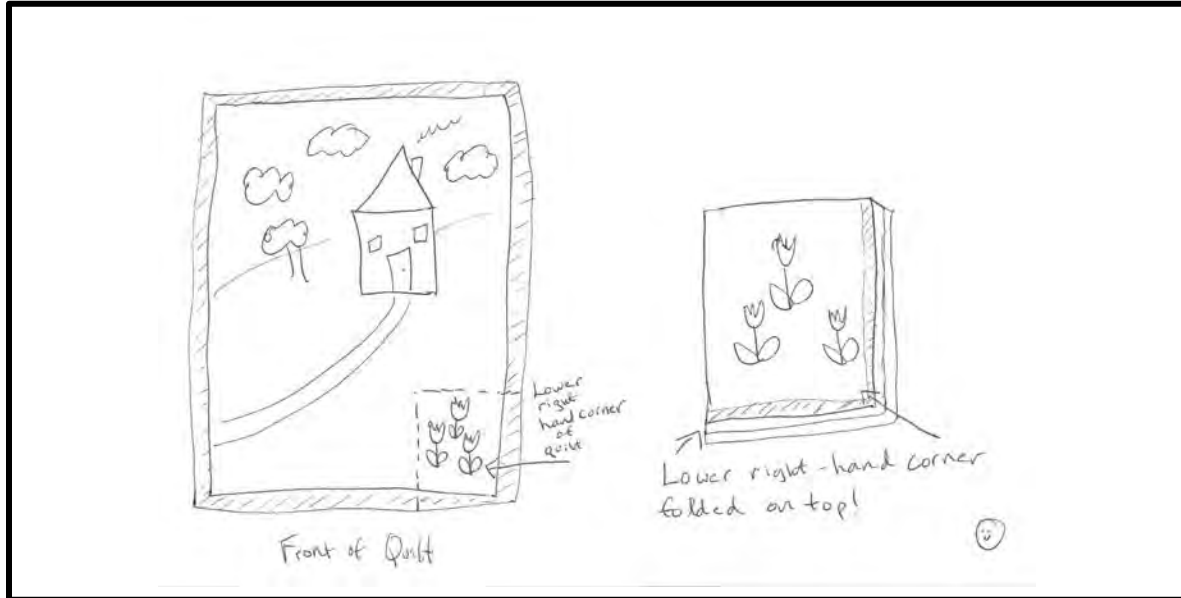 Lower
right
hand corner
of
quilt
Front of Quilt
Lower right-hand corner
folded on top!